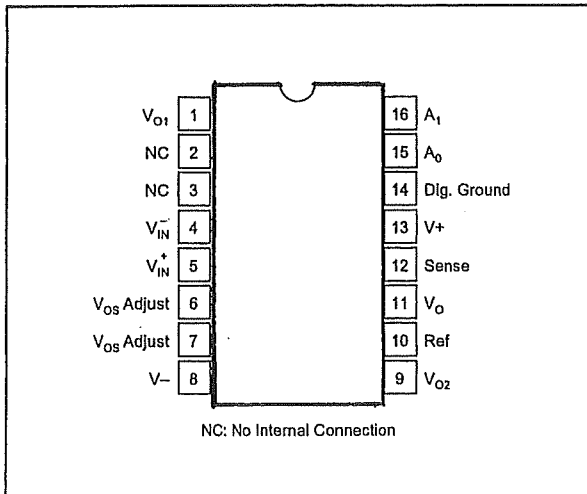 V_O1 1
NC 2
NC 3
V_IN^- 4
V_IN^+ 5
V_OS Adjust 6
V_OS Adjust 7
V– 8
16 A_1
15 A_0
14 Dig. Ground
13 V+
12 Sense
11 V_O
10 Ref
9 V_O2
NC: No Internal Connection